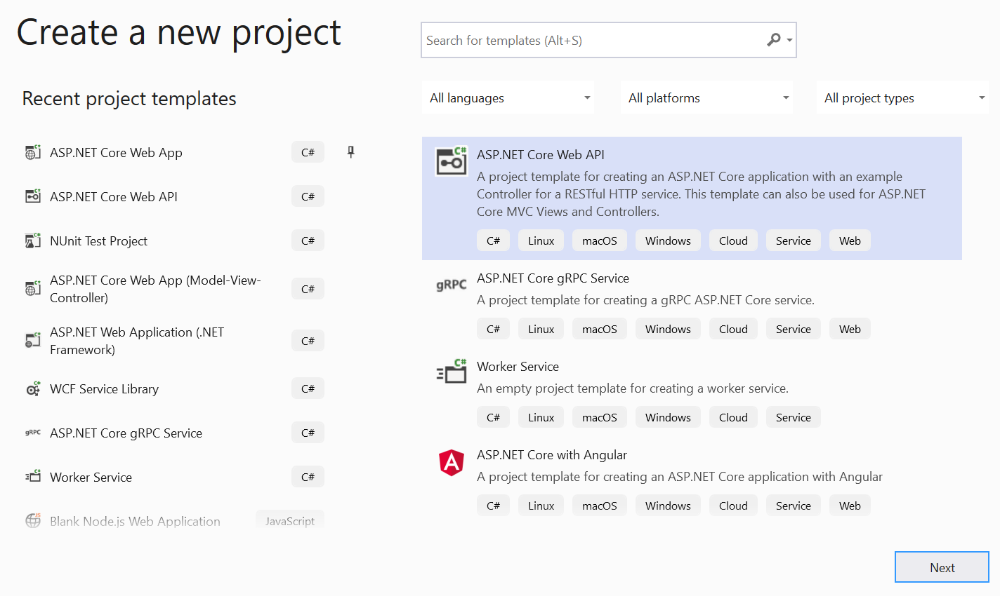 Create a new project
Search for templates (Alt+S)
Recent project templates
All languages
All platforms
All project types
ASP.NET Core Web App
C#
ASP.NET Core Web API
C#
NUnit Test Project
C#
ASP.NET Core Web App (Model-View-
Controller)
C#
ASP.NET Web Application (.NET
Framework)
C#
WCF Service Library
C#
gRPC
ASP.NET Core gRPC Service
C#
Worker Service
C#
Blank Node.js Web Application
JavaScript
C#
ASP.NET Core Web API
A project template for creating an ASP.NET Core application with an example
Controller for a RESTful HTTP service. This template can also be used for ASP.NET
Core MVC Views and Controllers.
C# Linux macOS Windows Cloud Service Web
gRPC
ASP.NET Core gRPC Service
A project template for creating a gRPC ASP.NET Core service.
C# Linux macOS Windows Cloud Service Web
C#
Worker Service
An empty project template for creating a worker service.
C# Linux macOS Windows Cloud Service
A
ASP.NET Core with Angular
A project template for creating an ASP.NET Core application with Angular
C# Linux macOS Windows Cloud Service Web
Next